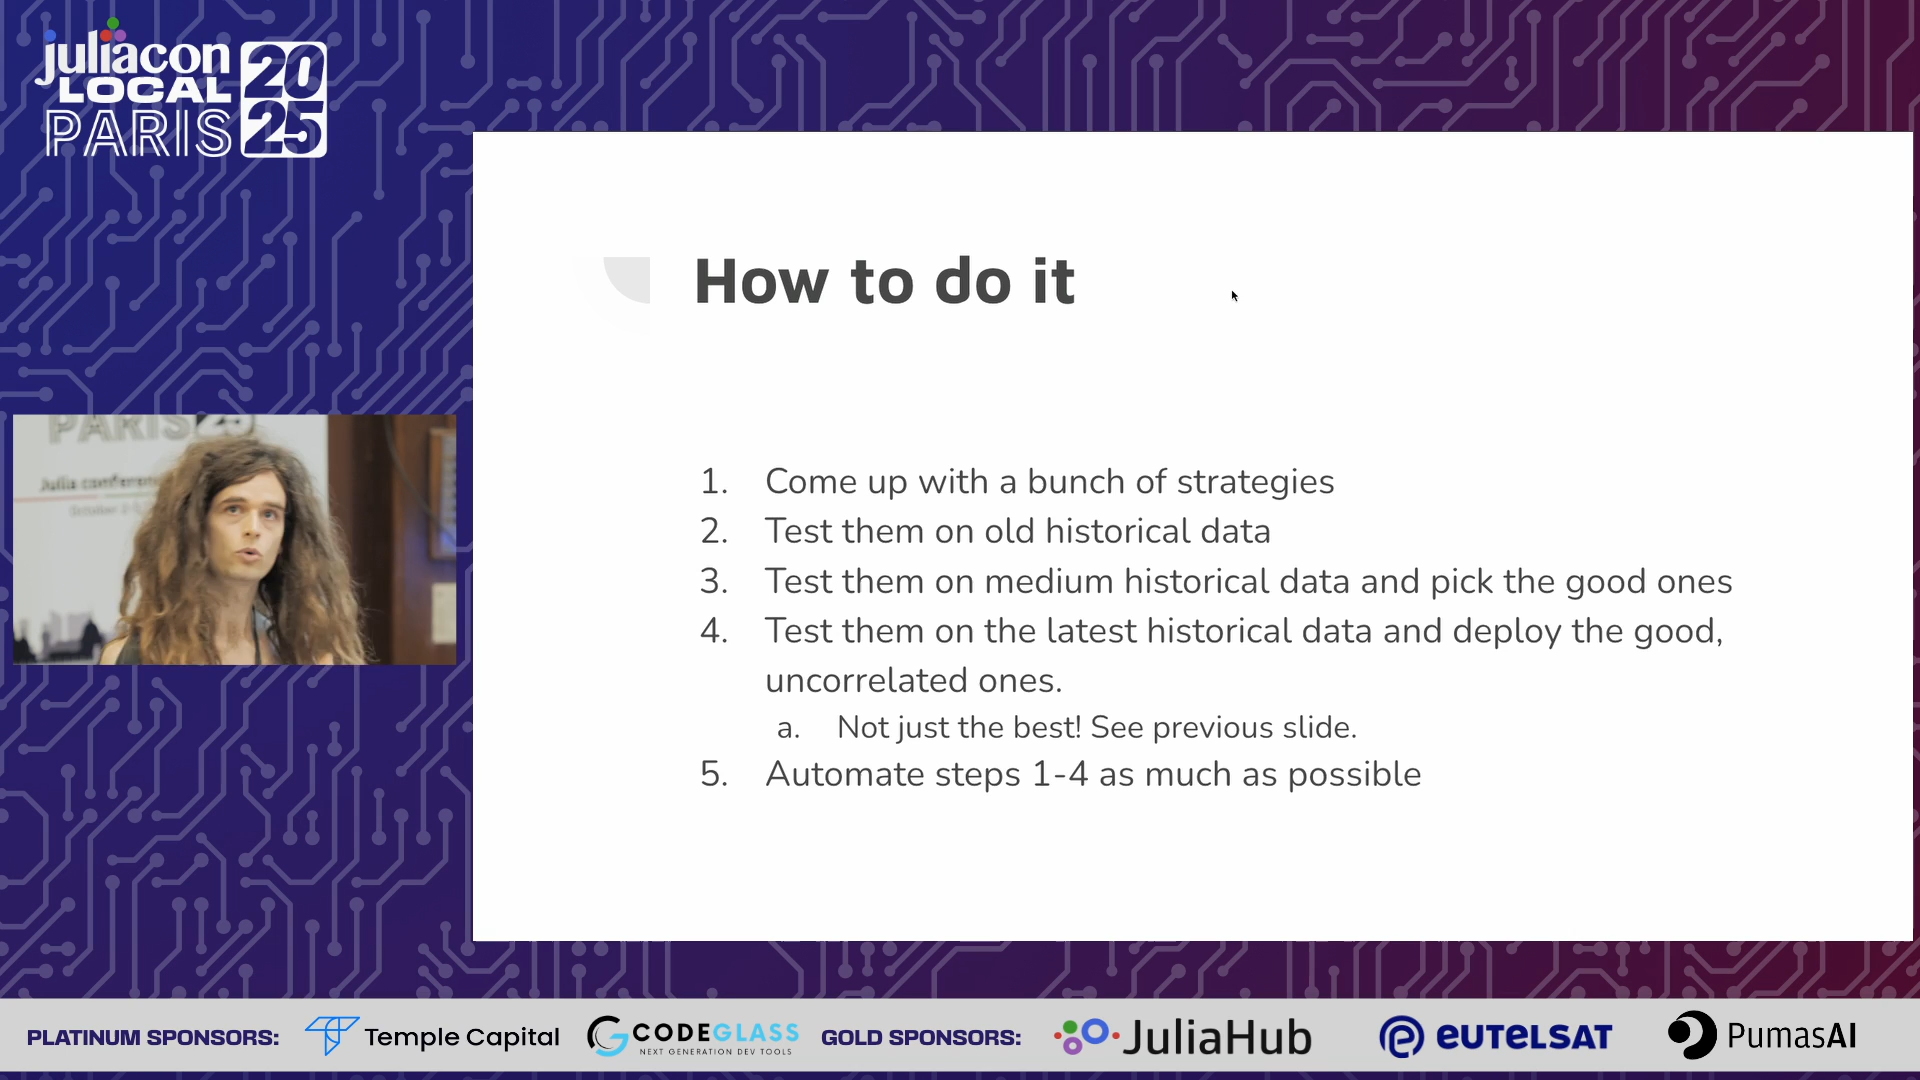 juliacon
LOCAL
PARIS
20
25
How to do it
1. Come up with a bunch of strategies
2. Test them on old historical data
3. Test them on medium historical data and pick the good ones
4. Test them on the latest historical data and deploy the good,
uncorrelated ones.
a. Not just the best! See previous slide.
5. Automate steps 1-4 as much as possible
PARIS 25
Julia
October
PLATINUM SPONSORS: Temple Capital CODEGLASS GOLD SPONSORS: JuliaHub EUTELSAT PumasAI
NEXT GENERATION DEV TOOLS